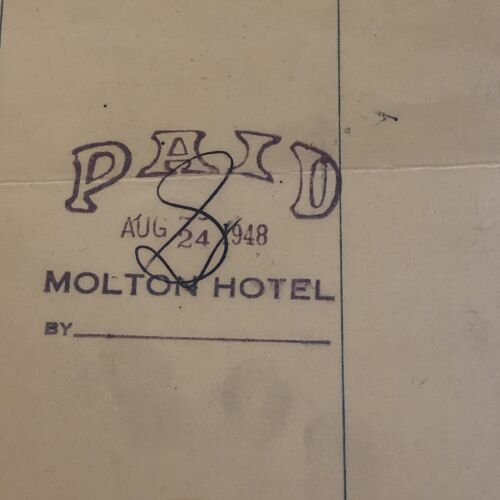 PAID
AUG 24 1948
MOLTON HOTEL
BY